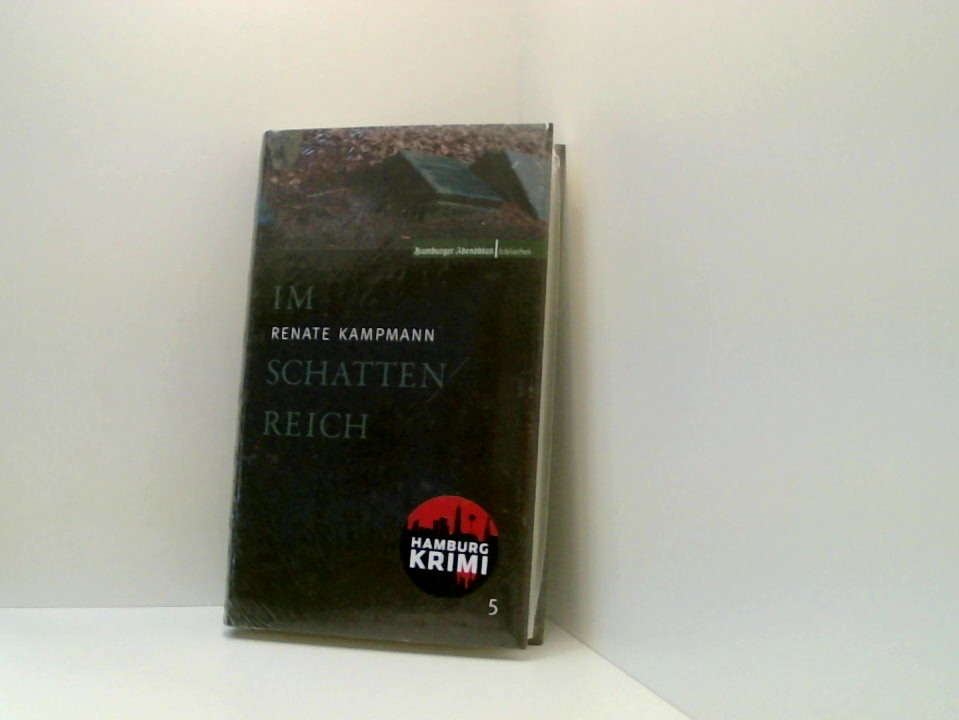 Hamburger Abendblatt | bibliothek
IM
RENATE KAMPMANN
SCHATTEN
REICH
HAMBURG
KRIMI
5